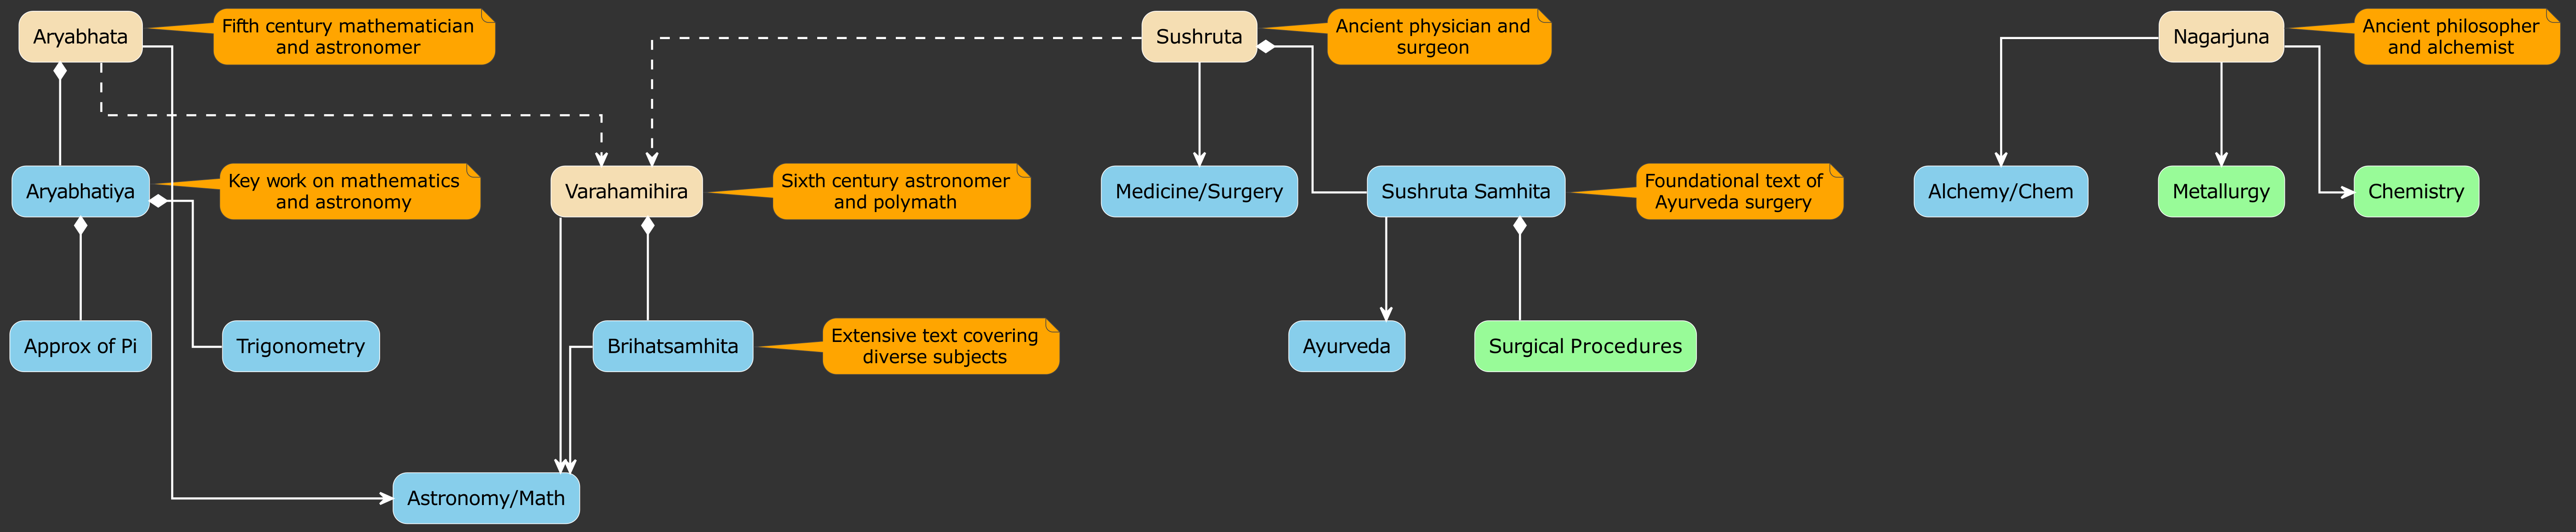 Aryabhata
Fifth century mathematician
and astronomer
Sushruta
Ancient physician and
surgeon
Nagarjuna
Ancient philosopher
and alchemist
Aryabhatiya
Key work on mathematics
and astronomy
Varahamihira
Sixth century astronomer
and polymath
Medicine/Surgery
Sushruta Samhita
Foundational text of
Ayurveda surgery
Alchemy/Chem
Metallurgy
Chemistry
Approx of Pi
Trigonometry
Brihatsamhita
Extensive text covering
diverse subjects
Ayurveda
Surgical Procedures
Astronomy/Math